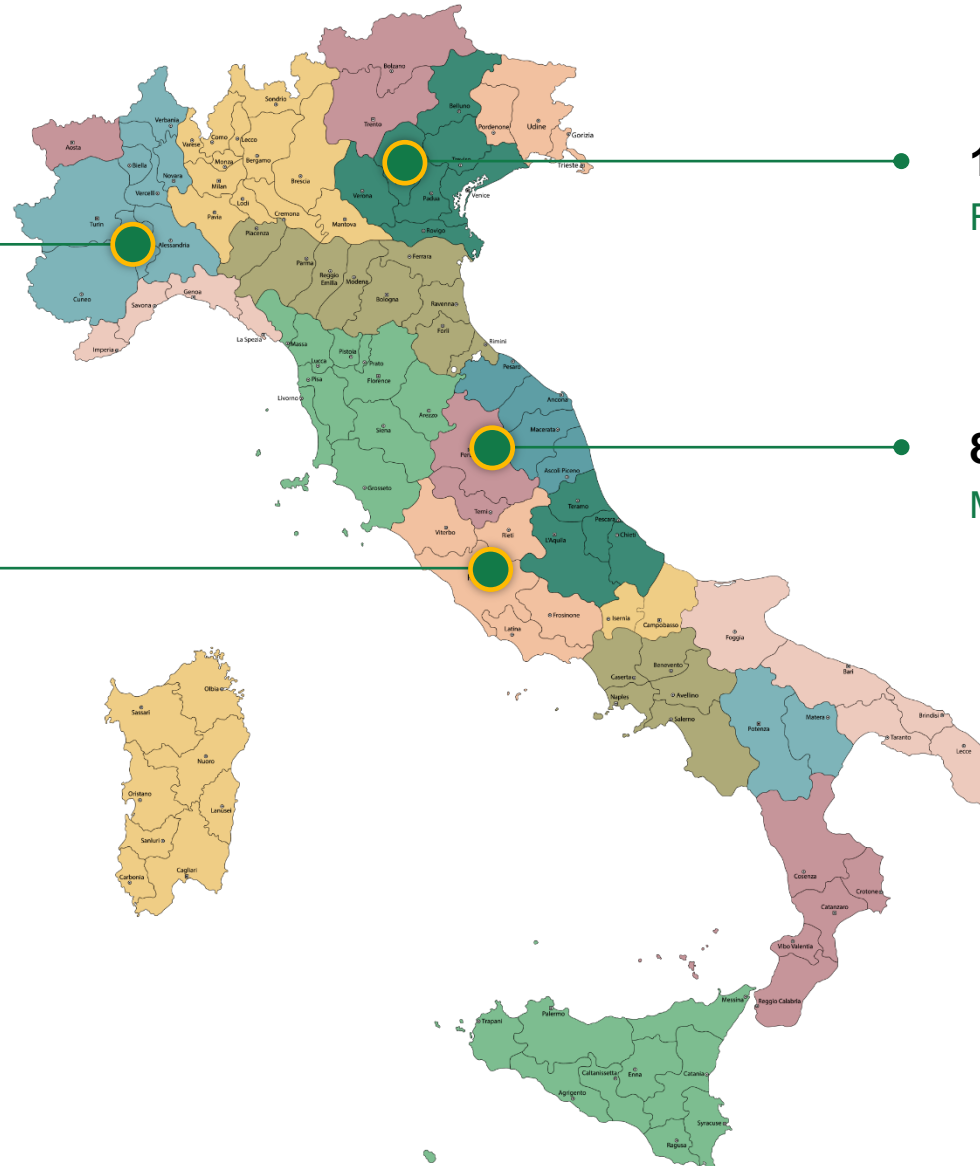 Bolzano
Sondrio
Belluno
Trento
Verbania
Pordenone
Udine
Gorizia
Varese
Como
Lecco
Aosta
Monza
Bergamo
Trieste
1
Biella
Novara
Milan
Brescia
Vercelli
Verona
Padua
Venice
Lodi
F
Turin
Pavia
Cremona
Mantova
Rovigo
Piacenza
Alessandria
Ferrara
Parma
Reggio
Emilia
Modena
Bologna
Cuneo
Savona
Genoa
Ravenna
Forlì
La Spezia
Massa
Rimini
Imperia
Pistoia
Prato
Lucca
Pesaro
Pisa
Florence
Livorno
Ancona
Arezzo
Siena
Macerata
8
Ascoli Piceno
Grosseto
Teramo
M
Terni
Pescara
Viterbo
Rieti
L'Aquila
Chieti
Frosinone
Isernia
Campobasso
Latina
Foggia
Benevento
Bari
Caserta
Olbia
Naples
Avellino
Sassari
Salerno
Potenza
Matera
Brindisi
Taranto
Lecce
Nuoro
Oristano
Lanusei
Sanluri
Carbonia
Cagliari
Cosenza
Crotone
Catanzaro
Vibo Valentia
Messina
Reggio Calabria
Trapani
Palermo
Caltanissetta
Enna
Catania
Agrigento
Syracuse
Ragusa